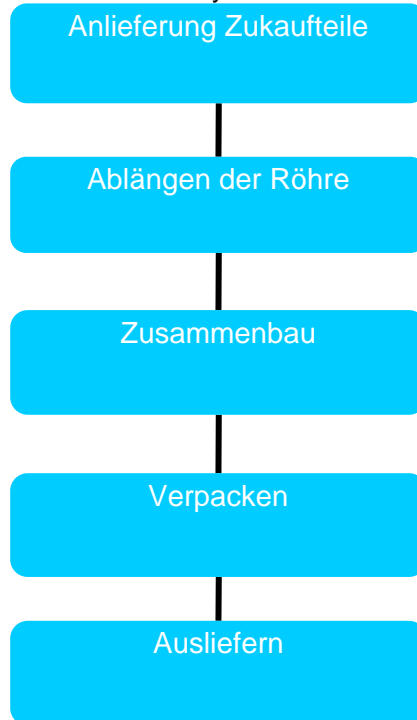 Anlieferung Zukaufteile
Ablängen der Röhre
Zusammenbau
Verpacken
Ausliefern